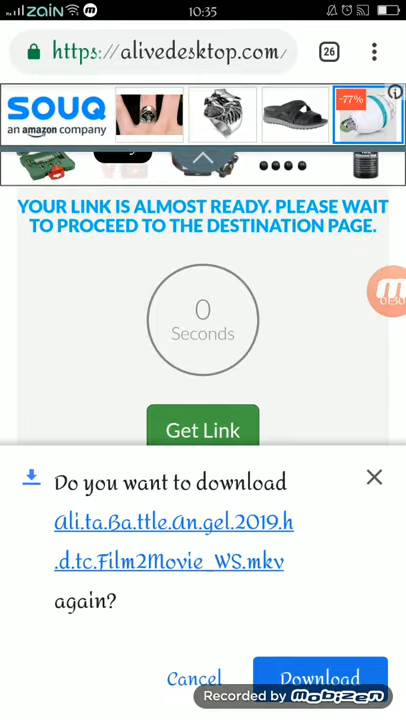 zain
10:35
https://alivedesktop.com/
26
SOUQ
an amazon company
-77%
YOUR LINK IS ALMOST READY. PLEASE WAIT
TO PROCEED TO THE DESTINATION PAGE.
0
Seconds
01:30
Get Link
Do you want to download
Ali.ta.Ba.ttle.An.gel.2019.h
.d.tc.Film2Movie_WS.mkv
again?
Cancel
Download
Recorded by mobizen